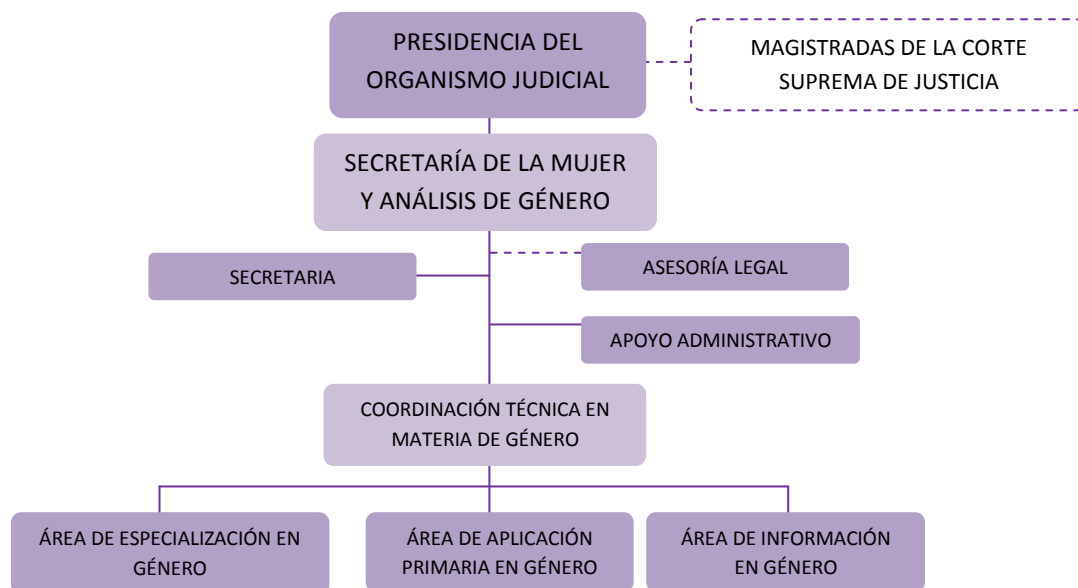 PRESIDENCIA DEL
ORGANISMO JUDICIAL
MAGISTRADAS DE LA CORTE
SUPREMA DE JUSTICIA
SECRETARÍA DE LA MUJER
Y ANÁLISIS DE GÉNERO
SECRETARIA
ASESORÍA LEGAL
APOYO ADMINISTRATIVO
COORDINACIÓN TÉCNICA EN
MATERIA DE GÉNERO
ÁREA DE ESPECIALIZACIÓN EN
GÉNERO
ÁREA DE APLICACIÓN
PRIMARIA EN GÉNERO
ÁREA DE INFORMACIÓN
EN GÉNERO